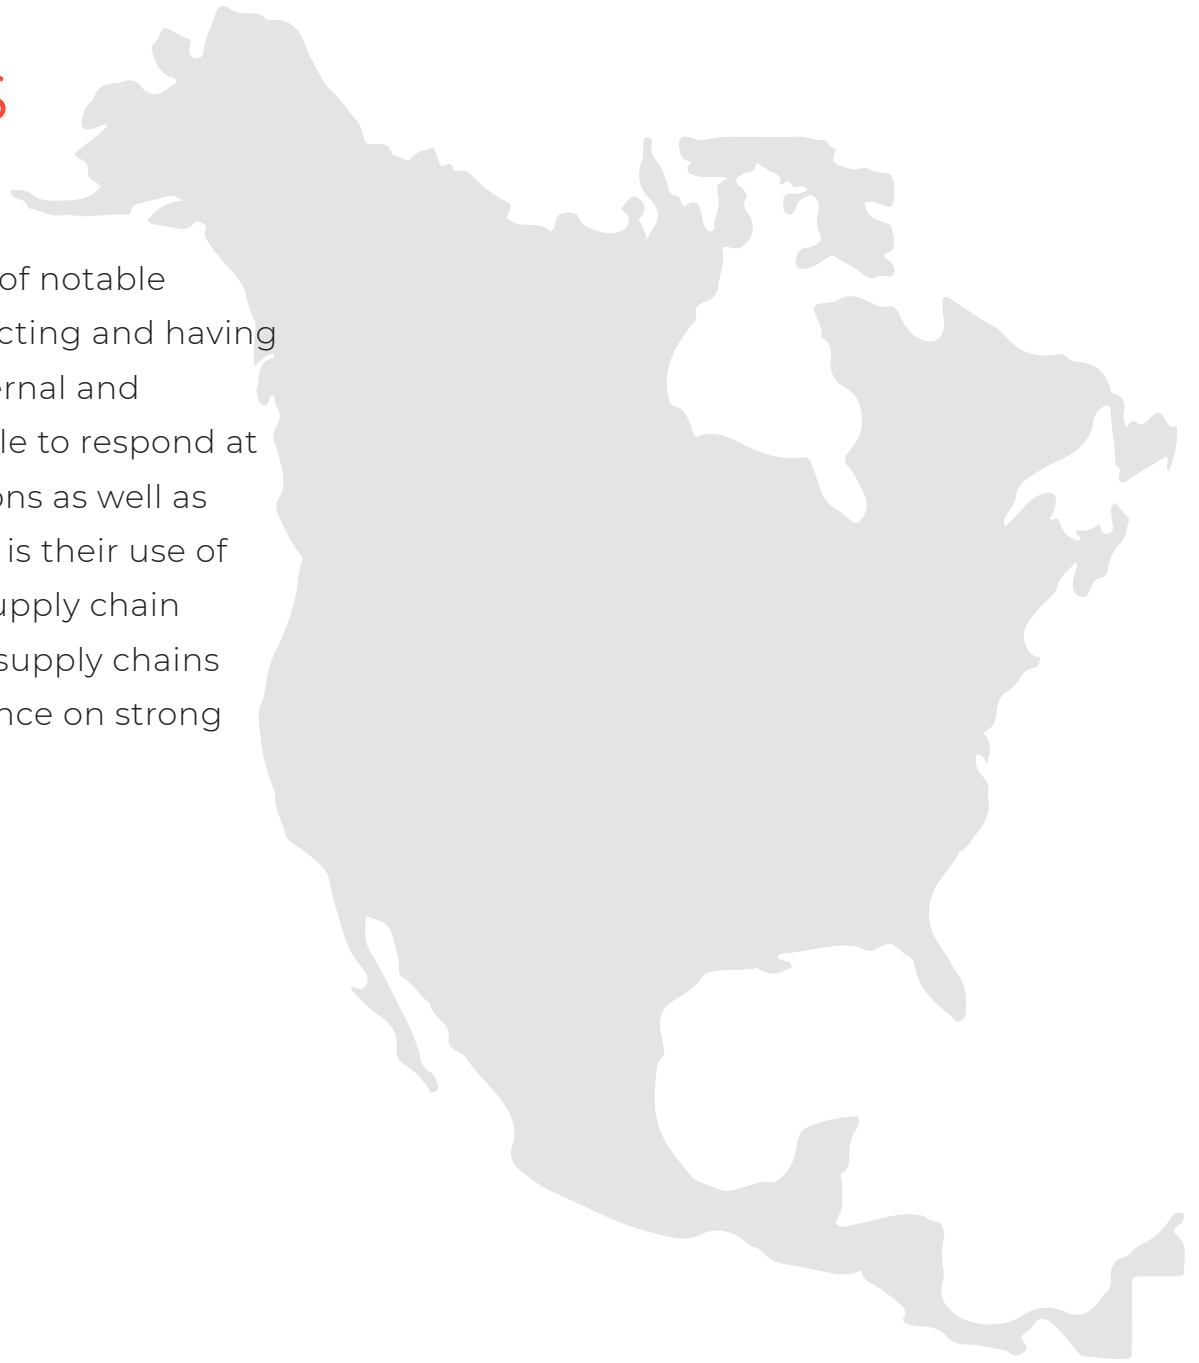 s
of notable
cting and having
ernal and
le to respond at
ons as well as
is their use of
upply chain
supply chains
nce on strong